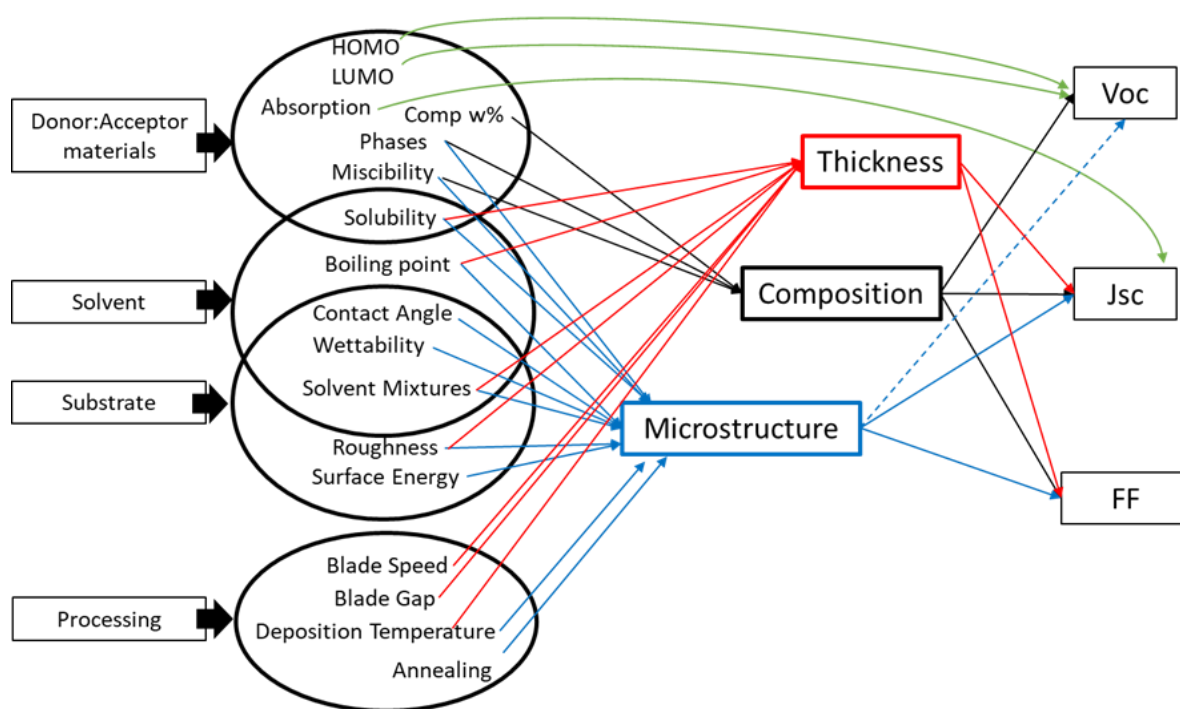 Donor:Acceptor
materials
Solvent
Substrate
Processing
HOMO
LUMO
Absorption
Comp w%
Phases
Miscibility
Solubility
Boiling point
Contact Angle
Wettability
Solvent Mixtures
Roughness
Surface Energy
Blade Speed
Blade Gap
Deposition Temperature
Annealing
Thickness
Composition
Microstructure
Voc
Jsc
FF